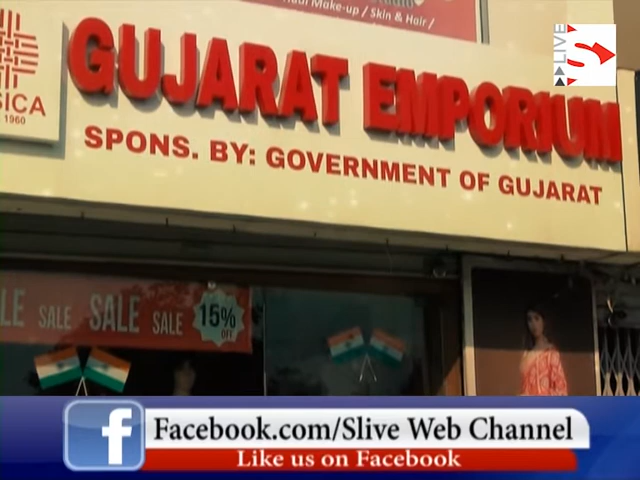 Make-up / Skin & Hair /
LIVE
S
SICA
1960
GUJARAT EMPORIUM
SPONS. BY: GOVERNMENT OF GUJARAT
SALE SALE SALE
15%
OFF
f
Facebook.com/Slive Web Channel
Like us on Facebook